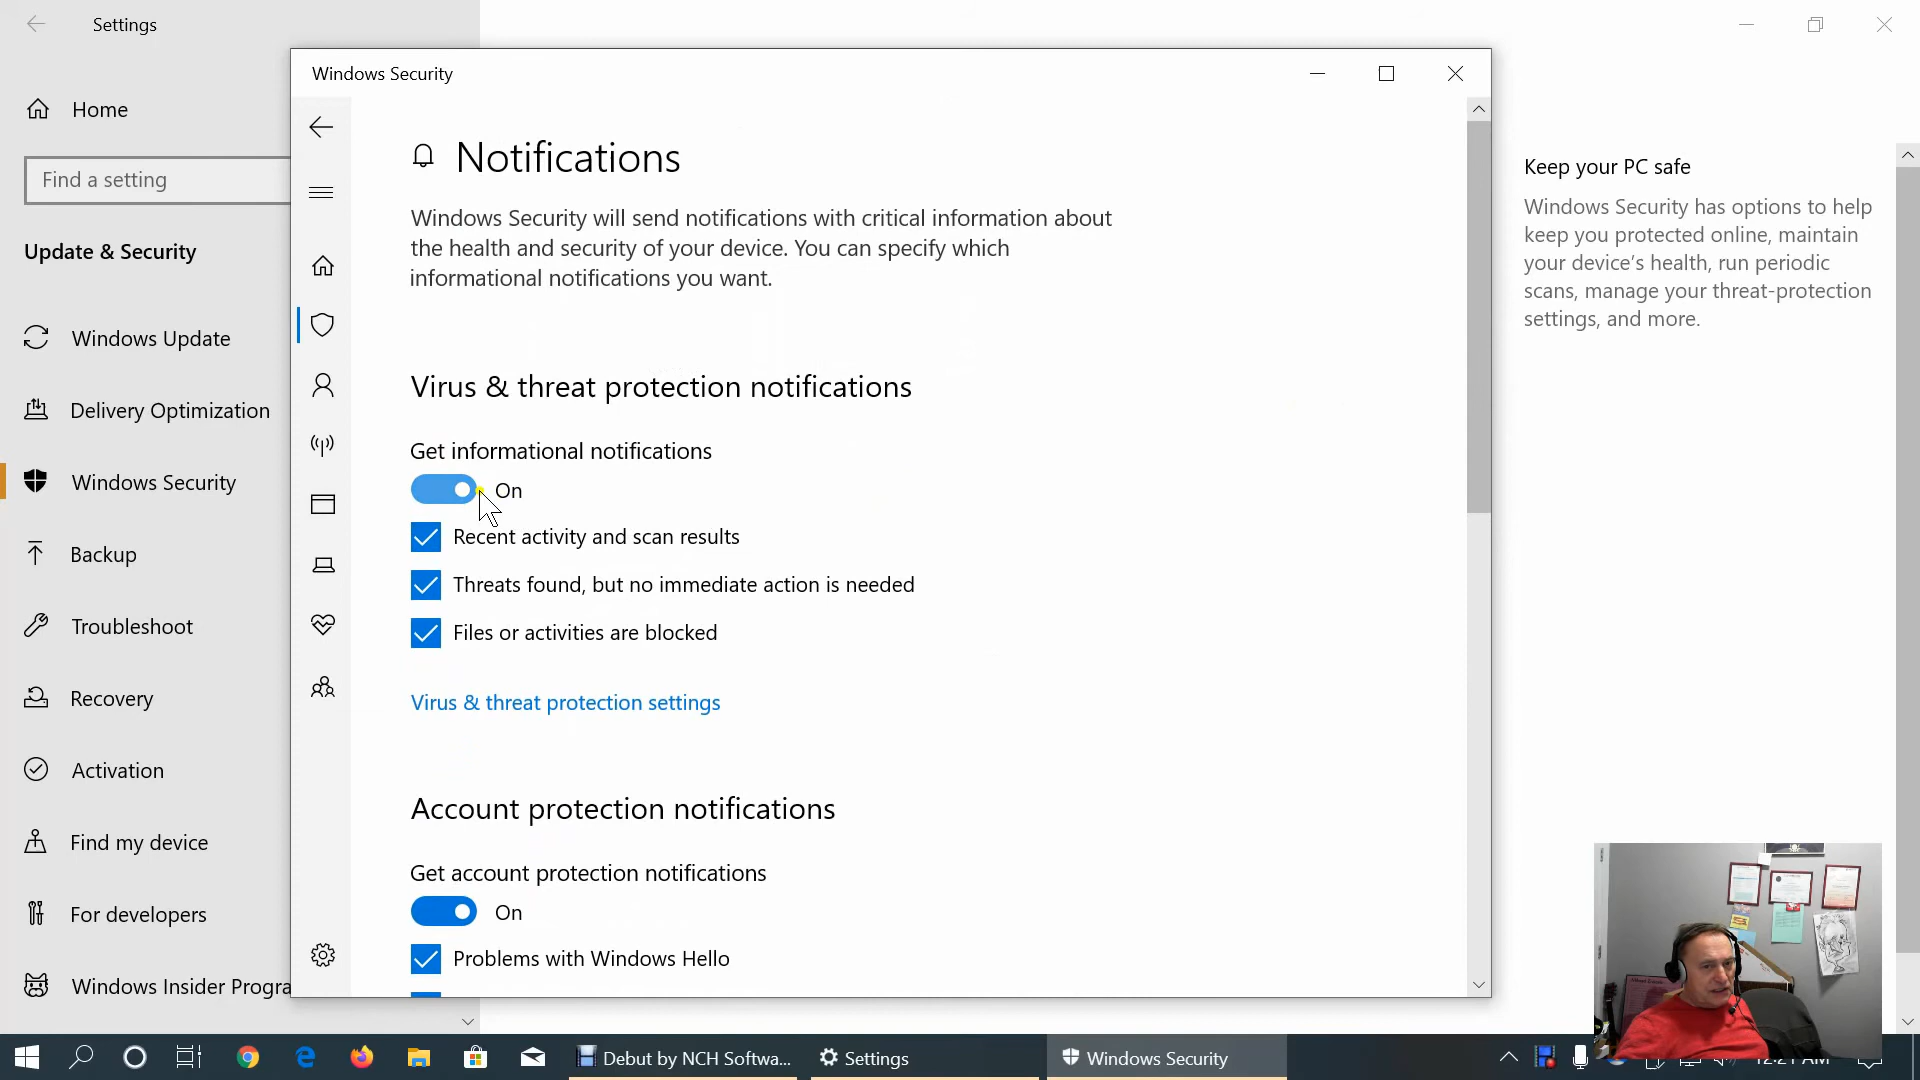 Settings
Home
Find a setting
Update & Security
Windows Update
Delivery Optimization
Windows Security
Backup
Troubleshoot
Recovery
Activation
Find my device
For developers
Windows Insider Progra
Windows Security
Notifications
Windows Security will send notifications with critical information about
the health and security of your device. You can specify which
informational notifications you want.
Virus & threat protection notifications
Get informational notifications
On
Recent activity and scan results
Threats found, but no immediate action is needed
Files or activities are blocked
Virus & threat protection settings
Account protection notifications
Get account protection notifications
On
Problems with Windows Hello
Keep your PC safe
Windows Security has options to help
keep you protected online, maintain
your device's health, run periodic
scans, manage your threat-protection
settings, and more.
Debut by NCH Softwa...
Settings
Windows Security